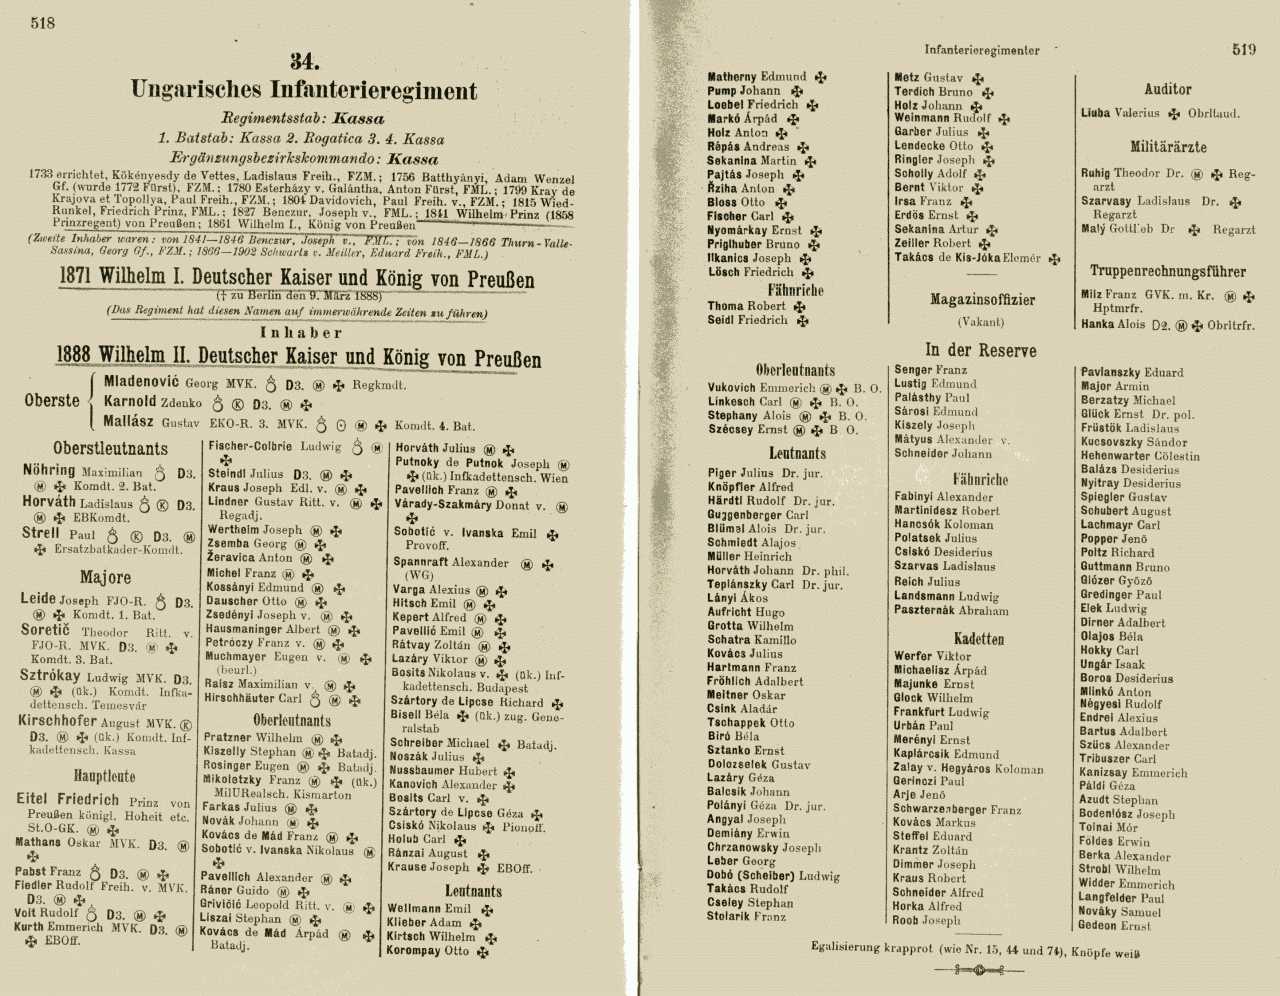 518
34.
Ungarisches Infanterieregiment
Regimentsstab: Kassa
1. Batstab: Kassa 2. Rogatica 3. 4. Kassa
Ergänzungsbezirkskommando: Kassa
1733 errichtet, Kökényesdy de Vettes, Ladislaus Freih., FZM.; 1756 Batthyányi, Adam Wenzel
Gf. (wurde 1772 Fürst), FZM.; 1780 Esterházy v. Galántha, Anton Fürst, FML.; 1799 Kray de
Krajova et Topollya, Paul Freih., FZM.; 1804 Davidovich, Paul Freih. v., FZM.; 1815 Wied-
Runkel, Friedrich Prinz, FML.; 1827 Benczur, Joseph v., FML.; 1841 Wilhelm Prinz (1858
Prinzregent) von Preußen; 1861 Wilhelm I., König von Preußen
(Zweite Inhaber waren: von 1841—1846 Benczur, Joseph v., FML.; von 1846—1866 Thurn-Valle-
Sassina, Georg Gf., FZM.; 1866—1902 Schwartz v. Meiller, Eduard Freih., FML.)
1871 Wilhelm I. Deutscher Kaiser und König von Preußen
(† zu Berlin den 9. März 1888)
(Das Regiment hat diesen Namen auf immerwährende Zeiten zu führen)
Inhaber
1888 Wilhelm II. Deutscher Kaiser und König von Preußen
Oberste
Mladenović Georg MVK. D3. Ⓜ ✠ Regkmdt.
Karnold Zdenko Ⓚ D3. Ⓜ ✠
Mallász Gustav EKO-R. 3. MVK. Ⓜ ✠ Komdt. 4. Bat.
Oberstleutnants
Nöhring Maximilian D3.
Ⓜ ✠ Komdt. 2. Bat.
Horváth Ladislaus Ⓚ D3.
Ⓜ ✠ EBKomdt.
Strell Paul Ⓚ D3. Ⓜ
✠ Ersatzbatkader-Komdt.
Majore
Leide Joseph FJO-R. D3.
Ⓜ ✠ Komdt. 1. Bat.
Soretić Theodor Ritt. v.
FJO-R. MVK. D3. Ⓜ ✠
Komdt. 3. Bat.
Sztrókay Ludwig MVK. D3.
Ⓜ ✠ (ük.) Komdt. Infka-
dettensch. Temesvár
Kirschhofer August MVK. Ⓚ
D3. Ⓜ ✠ (ük.) Komdt. Inf-
kadettensch. Kassa
Hauptleute
Eitel Friedrich Prinz von
Preußen königl. Hoheit etc.
St.O-GK. Ⓜ ✠
Mathans Oskar MVK. D3. Ⓜ
✠
Pabst Franz D3. Ⓜ ✠
Fiedler Rudolf Freih. v. MVK.
D3. Ⓜ ✠
Voit Rudolf D3. Ⓜ ✠
Kurth Emmerich MVK. D3. Ⓜ
✠ EBOff.
Fischer-Colbrie Ludwig Ⓜ
✠
Steindl Julius D3. Ⓜ ✠
Kraus Joseph Edl. v. Ⓜ ✠
Lindner Gustav Ritt. v. Ⓜ ✠
Regadj.
Wertheim Joseph Ⓜ ✠
Zsemba Georg Ⓜ ✠
Žeravica Anton Ⓜ ✠
Michel Franz Ⓜ ✠
Kossányi Edmund Ⓜ ✠
Dauscher Otto Ⓜ ✠
Zsedényi Joseph v. Ⓜ ✠
Hausmaninger Albert Ⓜ ✠
Petróczy Franz v. Ⓜ ✠
Muchmayer Eugen v. Ⓜ ✠
(beurl.)
Raisz Maximilian v. Ⓜ ✠
Hirschhäuter Carl Ⓜ ✠
Oberleutnants
Pratzner Wilhelm Ⓜ ✠
Kiszelly Stephan Ⓜ ✠ Batadj.
Rosinger Eugen Ⓜ ✠ Batadj.
Mikoletzky Franz Ⓜ ✠ (ük.)
MilURealsch. Kismarton
Farkas Julius Ⓜ ✠
Novák Johann Ⓜ ✠
Kovács de Mád Franz Ⓜ ✠
Sobotić v. Ivanska Nikolaus Ⓜ
✠
Pavellich Alexander Ⓜ ✠
Ráner Guido Ⓜ ✠
Grivičić Leopold Ritt. v. Ⓜ ✠
Liszai Stephan Ⓜ ✠
Kovács de Mád Arpád Ⓜ ✠
Batadj.
Horváth Julius Ⓜ ✠
Putnoky de Putnok Joseph Ⓜ
✠ (ük.) Infkadettensch. Wien
Pavellich Franz Ⓜ ✠
Várady-Szakmáry Donat v. Ⓜ
✠
Sobotić v. Ivanska Emil ✠
Provoff.
Spannraft Alexander Ⓜ ✠
(WG)
Varga Alexius Ⓜ ✠
Hitsch Emil Ⓜ ✠
Kepert Alfred Ⓜ ✠
Pavellić Emil Ⓜ ✠
Rátvay Zoltán Ⓜ ✠
Lazáry Viktor Ⓜ ✠
Bosits Nikolaus v. ✠ (ük.) Inf-
kadettensch. Budapest
Szártory de Lipcse Richard ✠
Bisell Béla ✠ (ük.) zug. Gene-
ralstab
Schreiber Michael ✠ Batadj.
Noszák Julius ✠
Nussbaumer Hubert ✠
Kanovich Alexander ✠
Bosits Carl v. ✠
Szártory de Lipcse Géza ✠
Csiskó Nikolaus ✠ Pionoff.
Holub Carl ✠
Ránzai August ✠
Krause Joseph ✠ EBOff.
Leutnants
Wellmann Emil ✠
Klieber Adam ✠
Kirtsch Wilhelm ✠
Korompay Otto ✠
Infanterieregimenter
519
Matherny Edmund ✠
Pump Johann ✠
Loebel Friedrich ✠
Markó Árpád ✠
Holz Anton ✠
Répás Andreas ✠
Sekanina Martin ✠
Pajtás Joseph ✠
Řziha Anton ✠
Bloss Otto ✠
Fischer Carl ✠
Nyomárkay Ernst ✠
Priglhuber Bruno ✠
Ilkanics Joseph ✠
Lösch Friedrich ✠
Fähnriche
Thoma Robert ✠
Seidl Friedrich ✠
Metz Gustav ✠
Terdich Bruno ✠
Holz Johann ✠
Weinmann Rudolf ✠
Garber Julius ✠
Lendecke Otto ✠
Ringler Joseph ✠
Scholly Adolf ✠
Bernt Viktor ✠
Irsa Franz ✠
Erdös Ernst ✠
Sekanina Artur ✠
Zeiller Robert ✠
Takács de Kis-Jóka Elemér ✠
Magazinsoffizier
(Vakant)
Auditor
Liuba Valerius ✠ Obrltaud.
Militärärzte
Ruhig Theodor Dr. Ⓜ ✠ Reg-
arzt
Szarvasy Ladislaus Dr. ✠
Regarzt
Malý Gottlob Dr ✠ Regarzt
Truppenrechnungsführer
Milz Franz GVK. m. Kr. Ⓜ ✠
Hptmrfr.
Hanka Alois D2. Ⓜ ✠ Obrltrfr.
In der Reserve
Oberleutnants
Vukovich Emmerich Ⓜ ✠ B. O.
Linkesch Carl Ⓜ ✠ B. O.
Stephany Alois Ⓜ ✠ B. O.
Szécsey Ernst Ⓜ ✠ B O.
Leutnants
Piger Julius Dr. jur.
Knöpfler Alfred
Härdtl Rudolf Dr. jur.
Guggenberger Carl
Blümel Alois Dr. jur.
Schmiedt Alajos
Müller Heinrich
Horváth Johann Dr. phil.
Teplánszky Carl Dr. jur.
Lányi Ákos
Aufricht Hugo
Grotta Wilhelm
Schatra Kamillo
Kovács Julius
Hartmann Franz
Fröhlich Adalbert
Meitner Oskar
Csink Aladár
Tschappek Otto
Biró Béla
Sztanko Ernst
Dolozselek Gustav
Lazáry Géza
Balcsik Johann
Polányi Géza Dr. jur.
Angyal Joseph
Demiány Erwin
Chrzanowsky Joseph
Leber Georg
Dobó (Scheiber) Ludwig
Takács Rudolf
Cseley Stephan
Stolarik Franz
Senger Franz
Lustig Edmund
Palásthy Paul
Sárosi Edmund
Kiszely Joseph
Mátyus Alexander v.
Schneider Johann
Fähnriche
Fabinyi Alexander
Martinidesz Robert
Hancsók Koloman
Polatsek Julius
Csiskó Desiderius
Szarvas Ladislaus
Reich Julius
Landsmann Ludwig
Paszternák Abraham
Kadetten
Werfer Viktor
Michaelisz Árpád
Majunke Ernst
Glock Wilhelm
Frankfurt Ludwig
Urbán Paul
Merényi Ernst
Kaplárcsik Edmund
Zalay v. Hegyáros Koloman
Gerinczi Paul
Arje Jenö
Schwarzenberger Franz
Kovács Markus
Steffel Eduard
Krantz Zoltán
Dimmer Joseph
Kraus Robert
Schneider Alfred
Horka Alfred
Roob Joseph
Pavlanszky Eduard
Major Armin
Berzatzy Michael
Glück Ernst Dr. pol.
Früstök Ladislaus
Kucsovszky Sándor
Hehenwarter Cölestin
Balázs Desiderius
Nyitray Desiderius
Spiegler Gustav
Schubert August
Lachmayr Carl
Popper Jenö
Poltz Richard
Guttmann Bruno
Glózer Győző
Gredinger Paul
Elek Ludwig
Dirner Adalbert
Olajos Béla
Hokky Carl
Ungár Isaak
Boros Desiderius
Mlinkó Anton
Négyesi Rudolf
Endrei Alexius
Bartus Adalbert
Szücs Alexander
Tribuszer Carl
Kanizsay Emmerich
Páldi Géza
Azudt Stephan
Bodenlósz Joseph
Tolnai Mór
Földes Erwin
Berka Alexander
Strobl Wilhelm
Widder Emmerich
Langfelder Paul
Nováky Samuel
Gedeon Ernst
Egalisierung krapprot (wie Nr. 15, 44 und 74), Knöpfe weiß